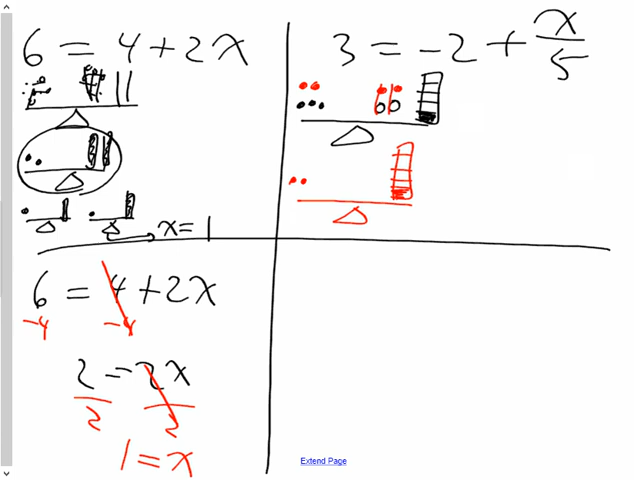 6 = 4 + 2x
x = 1
3 = -2 + x/5
6 = 4 + 2x
-4 -4
2 = 2x
2 2
1 = x
Extend Page